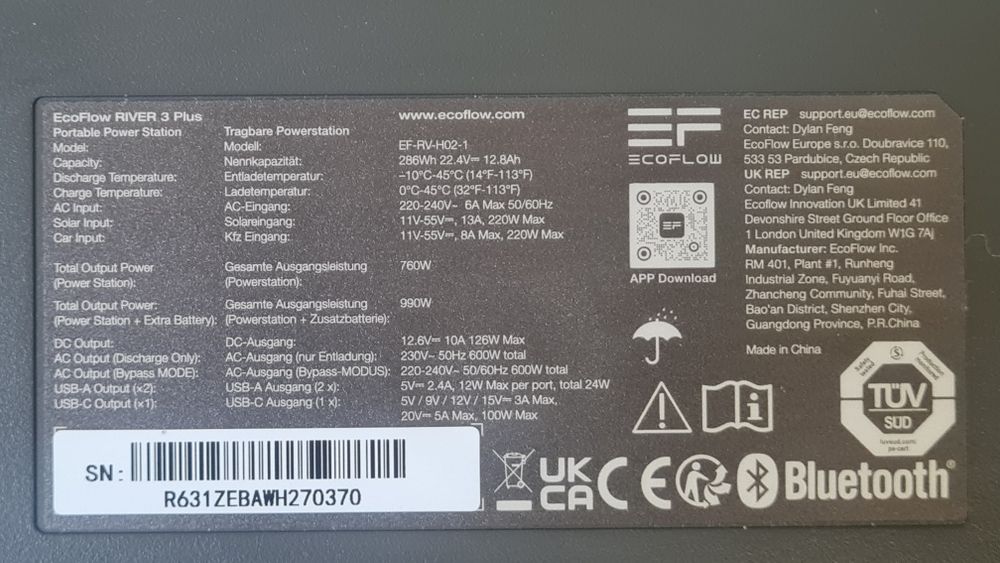 EcoFlow RIVER 3 Plus
www.ecoflow.com
Portable Power Station Tragbare Powerstation
Model: Modell: EF-RV-H02-1
Capacity: Nennkapazität: 286Wh 22.4V⎓ 12.8Ah
Discharge Temperature: Entladetemperatur: -10°C-45°C (14°F-113°F)
Charge Temperature: Ladetemperatur: 0°C-45°C (32°F-113°F)
AC Input: AC-Eingang: 220-240V~ 6A Max 50/60Hz
Solar Input: Solareingang: 11V-55V⎓, 13A, 220W Max
Car Input: Kfz Eingang: 11V-55V⎓, 8A Max, 220W Max
Total Output Power Gesamte Ausgangsleistung 760W
(Power Station): (Powerstation):
Total Output Power: Gesamte Ausgangsleistung 990W
(Power Station + Extra Battery): (Powerstation + Zusatzbatterie):
DC Output: DC-Ausgang: 12.6V⎓ 10A 126W Max
AC Output (Discharge Only): AC-Ausgang (nur Entladung): 230V~ 50Hz 600W total
AC Output (Bypass MODE): AC-Ausgang (Bypass-MODUS): 220-240V~ 50/60Hz 600W total
USB-A Output (×2): USB-A Ausgang (2 x): 5V⎓ 2.4A, 12W Max per port, total 24W
USB-C Output (×1): USB-C Ausgang (1 x): 5V / 9V / 12V / 15V⎓ 3A Max,
20V⎓ 5A Max, 100W Max
SN:
R631ZEBAWH270370
EF
ECOFLOW
EF
APP Download
EC REP support.eu@ecoflow.com
Contact: Dylan Feng
EcoFlow Europe s.r.o. Doubravice 110,
533 53 Pardubice, Czech Republic
UK REP support.eu@ecoflow.com
Contact: Dylan Feng
Ecoflow Innovation UK Limited 41
Devonshire Street Ground Floor Office
1 London United Kingdom W1G 7Aj
Manufacturer: EcoFlow Inc.
RM 401, Plant #1, Runheng
Industrial Zone, Fuyuanyi Road,
Zhancheng Community, Fuhai Street,
Bao'an District, Shenzhen City,
Guangdong Province, P.R.China
Made in China
Safety tested
Production monitored
TÜV
SÜD
tuvsud.com/
ps-cert
UK
CA
CE
Bluetooth®